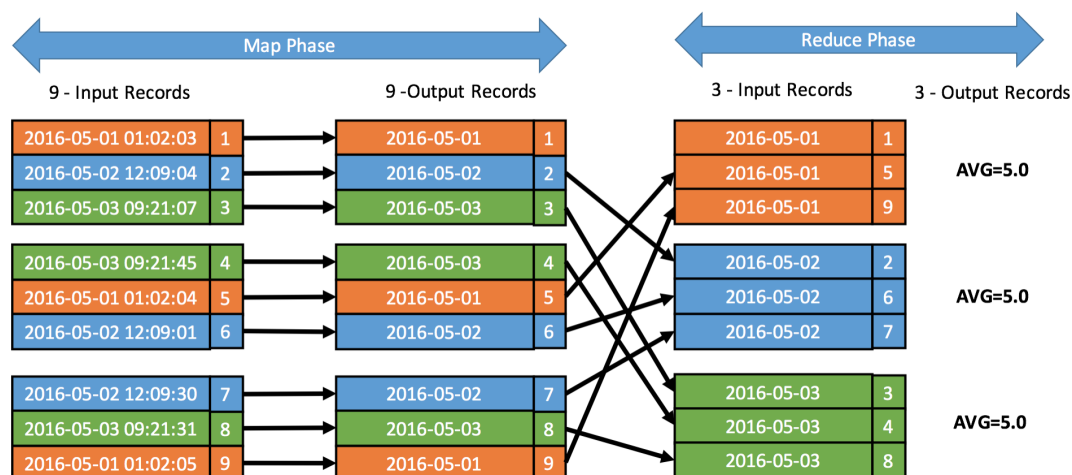 Map Phase
Reduce Phase
9 - Input Records
9 -Output Records
3 - Input Records
3 - Output Records
2016-05-01 01:02:03 1 2016-05-01 1 2016-05-01 1
2016-05-02 12:09:04 2 2016-05-02 2 2016-05-01 5 AVG=5.0
2016-05-03 09:21:07 3 2016-05-03 3 2016-05-01 9
2016-05-03 09:21:45 4 2016-05-03 4 2016-05-02 2
2016-05-01 01:02:04 5 2016-05-01 5 2016-05-02 6 AVG=5.0
2016-05-02 12:09:01 6 2016-05-02 6 2016-05-02 7
2016-05-02 12:09:30 7 2016-05-02 7 2016-05-03 3
2016-05-03 09:21:31 8 2016-05-03 8 2016-05-03 4 AVG=5.0
2016-05-01 01:02:05 9 2016-05-01 9 2016-05-03 8